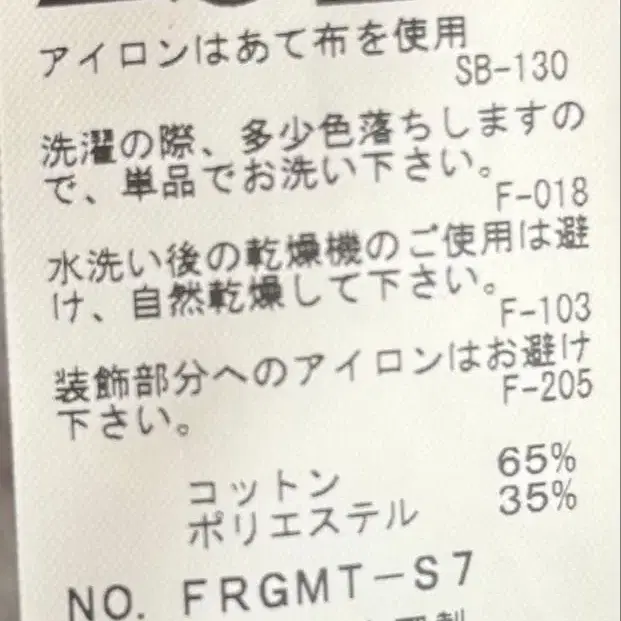 アイロンはあて布を使用
SB-130
洗濯の際、多少色落ちしますの
で、単品でお洗い下さい。
F-018
水洗い後の乾燥機のご使用は避
け、自然乾燥して下さい。
F-103
装飾部分へのアイロンはお避け
下さい。
F-205
コットン 65%
ポリエステル 35%
NO. FRGMT-S7